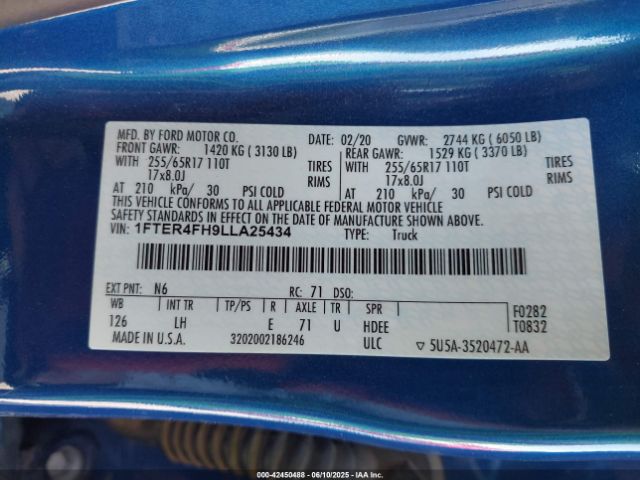 MFD. BY FORD MOTOR CO. DATE: 02/20 GVWR: 2744 KG ( 6050 LB)
FRONT GAWR: 1420 KG ( 3130 LB) REAR GAWR: 1529 KG ( 3370 LB)
WITH 255/65R17 110T TIRES WITH 255/65R17 110T TIRES
17x8.0J RIMS 17x8.0J RIMS
AT 210 kPa/ 30 PSI COLD AT 210 kPa/ 30 PSI COLD
THIS VEHICLE CONFORMS TO ALL APPLICABLE FEDERAL MOTOR VEHICLE
SAFETY STANDARDS IN EFFECT ON THE DATE OF MANUFACTURE SHOWN ABOVE.
VIN: 1FTER4FH9LLA25434 TYPE: Truck
EXT PNT: N6 RC: 71 DSO:
WB INT TR TP/PS R AXLE TR SPR F0282
126 LH E 71 U HDEE T0832
MADE IN U.S.A. 3202002186246 ULC ▽ 5U5A-3520472-AA
000-42450488 - 06/10/2025 - IAA Inc.